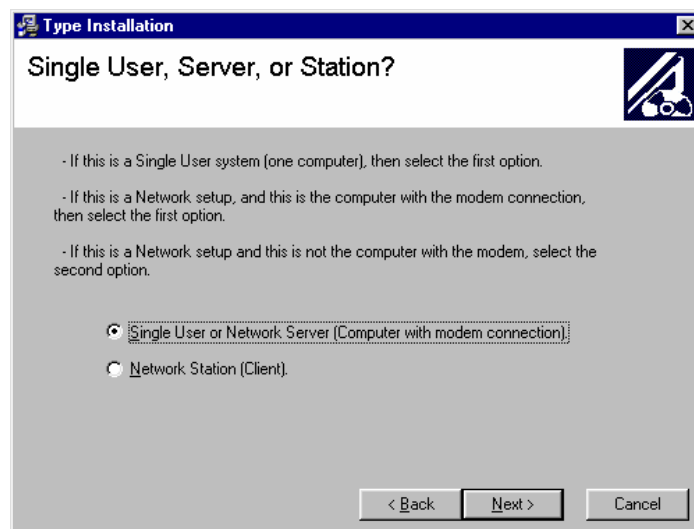 Type Installation
Single User, Server, or Station?
- If this is a Single User system (one computer), then select the first option.
- If this is a Network setup, and this is the computer with the modem connection,
then select the first option.
- If this is a Network setup and this is not the computer with the modem, select the
second option.
Single User or Network Server (Computer with modem connection).
Network Station (Client).
< Back
Next >
Cancel